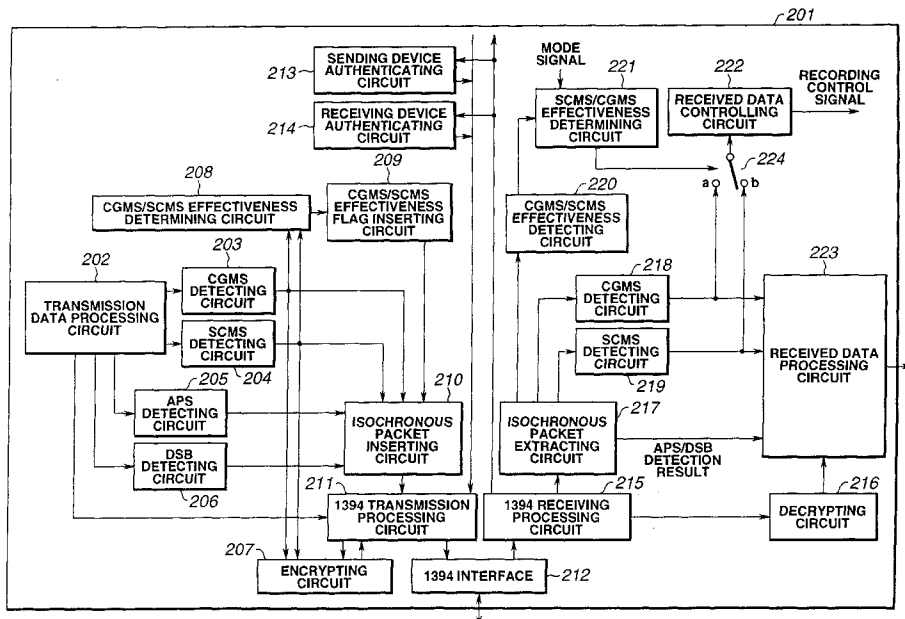 201
SENDING DEVICE
AUTHENTICATING
CIRCUIT
213
RECEIVING DEVICE
AUTHENTICATING
CIRCUIT
214
MODE
SIGNAL
221
SCMS/CGMS
EFFECTIVENESS
DETERMINING CIRCUIT
222
RECEIVED DATA
CONTROLLING
CIRCUIT
RECORDING
CONTROL
SIGNAL
224
a
b
208
CGMS/SCMS EFFECTIVENESS
DETERMINING CIRCUIT
209
CGMS/SCMS
EFFECTIVENESS
FLAG INSERTING
CIRCUIT
220
CGMS/SCMS
EFFECTIVENESS
DETECTING
CIRCUIT
202
TRANSMISSION
DATA PROCESSING
CIRCUIT
203
CGMS
DETECTING
CIRCUIT
SCMS
DETECTING
CIRCUIT
204
218
CGMS
DETECTING
CIRCUIT
SCMS
DETECTING
CIRCUIT
219
223
RECEIVED DATA
PROCESSING
CIRCUIT
205
APS
DETECTING
CIRCUIT
DSB
DETECTING
CIRCUIT
206
210
ISOCHRONOUS
PACKET
INSERTING
CIRCUIT
217
ISOCHRONOUS
PACKET
EXTRACTING
CIRCUIT
APS/DSB
DETECTION
RESULT
211
1394 TRANSMISSION
PROCESSING
CIRCUIT
215
1394 RECEIVING
PROCESSING
CIRCUIT
216
DECRYPTING
CIRCUIT
207
ENCRYPTING
CIRCUIT
1394 INTERFACE
212